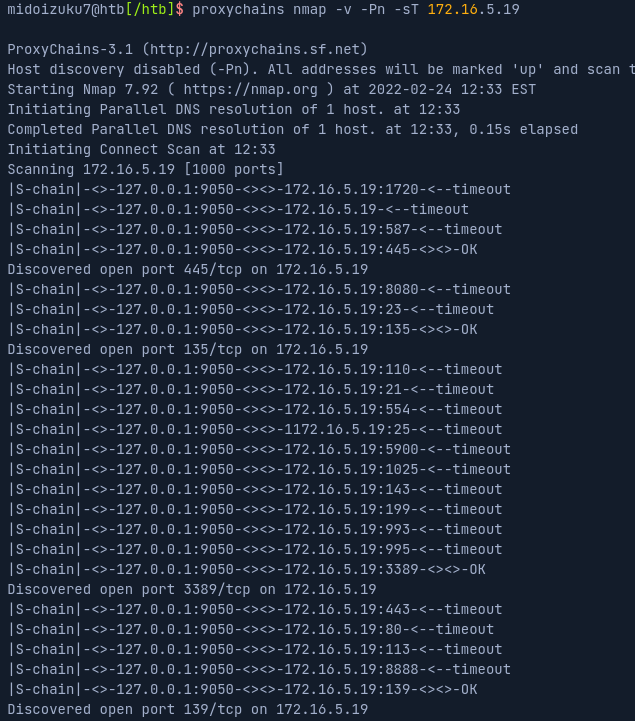 midoizuku7@htb[/htb]$ proxychains nmap -v -Pn -sT 172.16.5.19
ProxyChains-3.1 (http://proxychains.sf.net)
Host discovery disabled (-Pn). All addresses will be marked 'up' and scan t
Starting Nmap 7.92 ( https://nmap.org ) at 2022-02-24 12:33 EST
Initiating Parallel DNS resolution of 1 host. at 12:33
Completed Parallel DNS resolution of 1 host. at 12:33, 0.15s elapsed
Initiating Connect Scan at 12:33
Scanning 172.16.5.19 [1000 ports]
|S-chain|-<>-127.0.0.1:9050-<><>-172.16.5.19:1720-<--timeout
|S-chain|-<>-127.0.0.1:9050-<><>-172.16.5.19-<--timeout
|S-chain|-<>-127.0.0.1:9050-<><>-172.16.5.19:587-<--timeout
|S-chain|-<>-127.0.0.1:9050-<><>-172.16.5.19:445-<><>-OK
Discovered open port 445/tcp on 172.16.5.19
|S-chain|-<>-127.0.0.1:9050-<><>-172.16.5.19:8080-<--timeout
|S-chain|-<>-127.0.0.1:9050-<><>-172.16.5.19:23-<--timeout
|S-chain|-<>-127.0.0.1:9050-<><>-172.16.5.19:135-<><>-OK
Discovered open port 135/tcp on 172.16.5.19
|S-chain|-<>-127.0.0.1:9050-<><>-172.16.5.19:110-<--timeout
|S-chain|-<>-127.0.0.1:9050-<><>-172.16.5.19:21-<--timeout
|S-chain|-<>-127.0.0.1:9050-<><>-172.16.5.19:554-<--timeout
|S-chain|-<>-127.0.0.1:9050-<><>-1172.16.5.19:25-<--timeout
|S-chain|-<>-127.0.0.1:9050-<><>-172.16.5.19:5900-<--timeout
|S-chain|-<>-127.0.0.1:9050-<><>-172.16.5.19:1025-<--timeout
|S-chain|-<>-127.0.0.1:9050-<><>-172.16.5.19:143-<--timeout
|S-chain|-<>-127.0.0.1:9050-<><>-172.16.5.19:199-<--timeout
|S-chain|-<>-127.0.0.1:9050-<><>-172.16.5.19:993-<--timeout
|S-chain|-<>-127.0.0.1:9050-<><>-172.16.5.19:995-<--timeout
|S-chain|-<>-127.0.0.1:9050-<><>-172.16.5.19:3389-<><>-OK
Discovered open port 3389/tcp on 172.16.5.19
|S-chain|-<>-127.0.0.1:9050-<><>-172.16.5.19:443-<--timeout
|S-chain|-<>-127.0.0.1:9050-<><>-172.16.5.19:80-<--timeout
|S-chain|-<>-127.0.0.1:9050-<><>-172.16.5.19:113-<--timeout
|S-chain|-<>-127.0.0.1:9050-<><>-172.16.5.19:8888-<--timeout
|S-chain|-<>-127.0.0.1:9050-<><>-172.16.5.19:139-<><>-OK
Discovered open port 139/tcp on 172.16.5.19